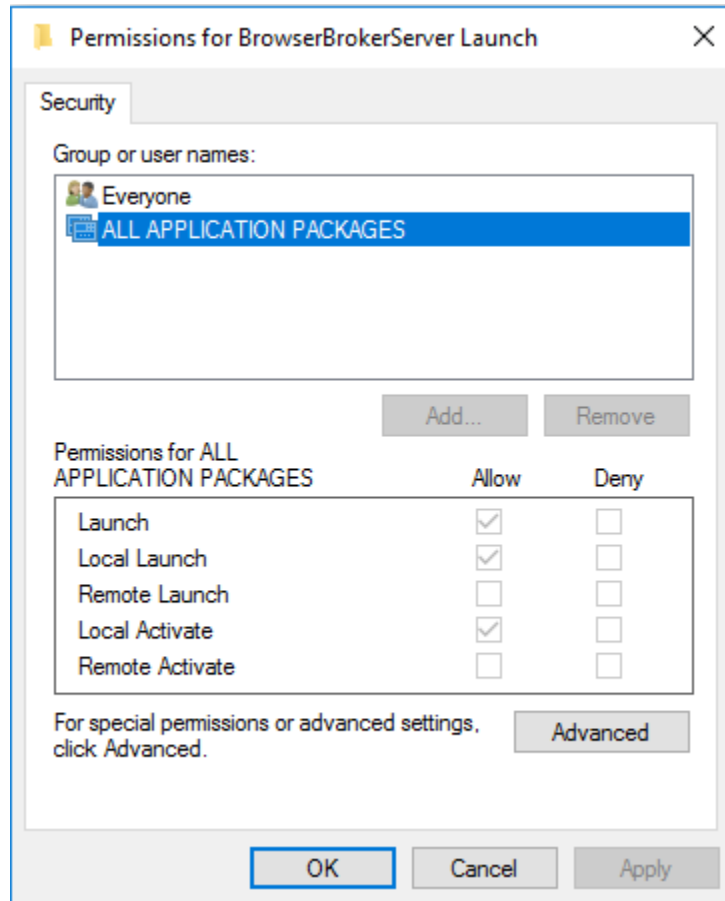 Permissions for BrowserBrokerServer Launch
Security
Group or user names:
Everyone
ALL APPLICATION PACKAGES
Add...
Remove
Permissions for ALL
APPLICATION PACKAGES
Allow
Deny
Launch
Local Launch
Remote Launch
Local Activate
Remote Activate
For special permissions or advanced settings,
click Advanced.
Advanced
OK
Cancel
Apply